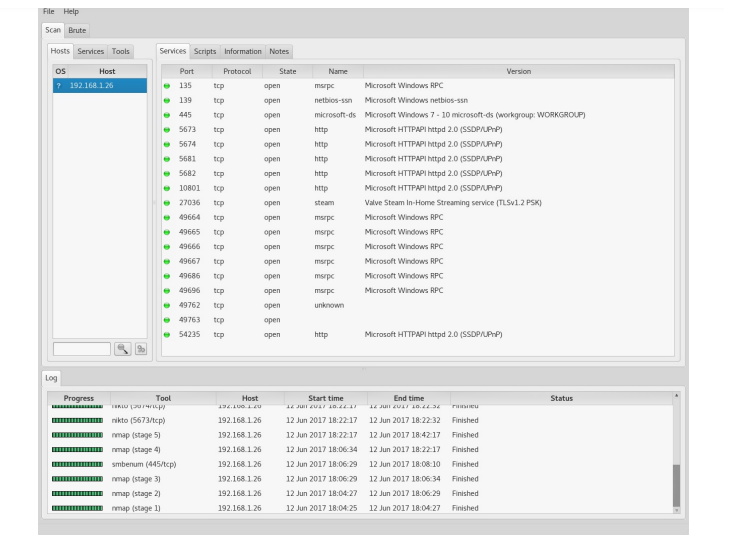 File Help
Scan Brute
Hosts Services Tools
OS Host
? 192.168.1.26
Services Scripts Information Notes
Port Protocol State Name Version
135 tcp open msrpc Microsoft Windows RPC
139 tcp open netbios-ssn Microsoft Windows netbios-ssn
445 tcp open microsoft-ds Microsoft Windows 7 - 10 microsoft-ds (workgroup: WORKGROUP)
5673 tcp open http Microsoft HTTPAPI httpd 2.0 (SSDP/UPnP)
5674 tcp open http Microsoft HTTPAPI httpd 2.0 (SSDP/UPnP)
5681 tcp open http Microsoft HTTPAPI httpd 2.0 (SSDP/UPnP)
5682 tcp open http Microsoft HTTPAPI httpd 2.0 (SSDP/UPnP)
10801 tcp open http Microsoft HTTPAPI httpd 2.0 (SSDP/UPnP)
27036 tcp open steam Valve Steam In-Home Streaming service (TLSv1.2 PSK)
49664 tcp open msrpc Microsoft Windows RPC
49665 tcp open msrpc Microsoft Windows RPC
49666 tcp open msrpc Microsoft Windows RPC
49667 tcp open msrpc Microsoft Windows RPC
49686 tcp open msrpc Microsoft Windows RPC
49696 tcp open msrpc Microsoft Windows RPC
49762 tcp open unknown
49763 tcp open
54235 tcp open http Microsoft HTTPAPI httpd 2.0 (SSDP/UPnP)
Log
Progress Tool Host Start time End time Status
nikto (5674/tcp) 192.168.1.26 12 Jun 2017 18:22:17 12 Jun 2017 18:22:32 Finished
nikto (5673/tcp) 192.168.1.26 12 Jun 2017 18:22:17 12 Jun 2017 18:22:32 Finished
nmap (stage 5) 192.168.1.26 12 Jun 2017 18:22:17 12 Jun 2017 18:42:17 Finished
nmap (stage 4) 192.168.1.26 12 Jun 2017 18:06:34 12 Jun 2017 18:22:17 Finished
smbenum (445/tcp) 192.168.1.26 12 Jun 2017 18:06:29 12 Jun 2017 18:08:10 Finished
nmap (stage 3) 192.168.1.26 12 Jun 2017 18:06:29 12 Jun 2017 18:06:34 Finished
nmap (stage 2) 192.168.1.26 12 Jun 2017 18:04:27 12 Jun 2017 18:06:29 Finished
nmap (stage 1) 192.168.1.26 12 Jun 2017 18:04:25 12 Jun 2017 18:04:27 Finished